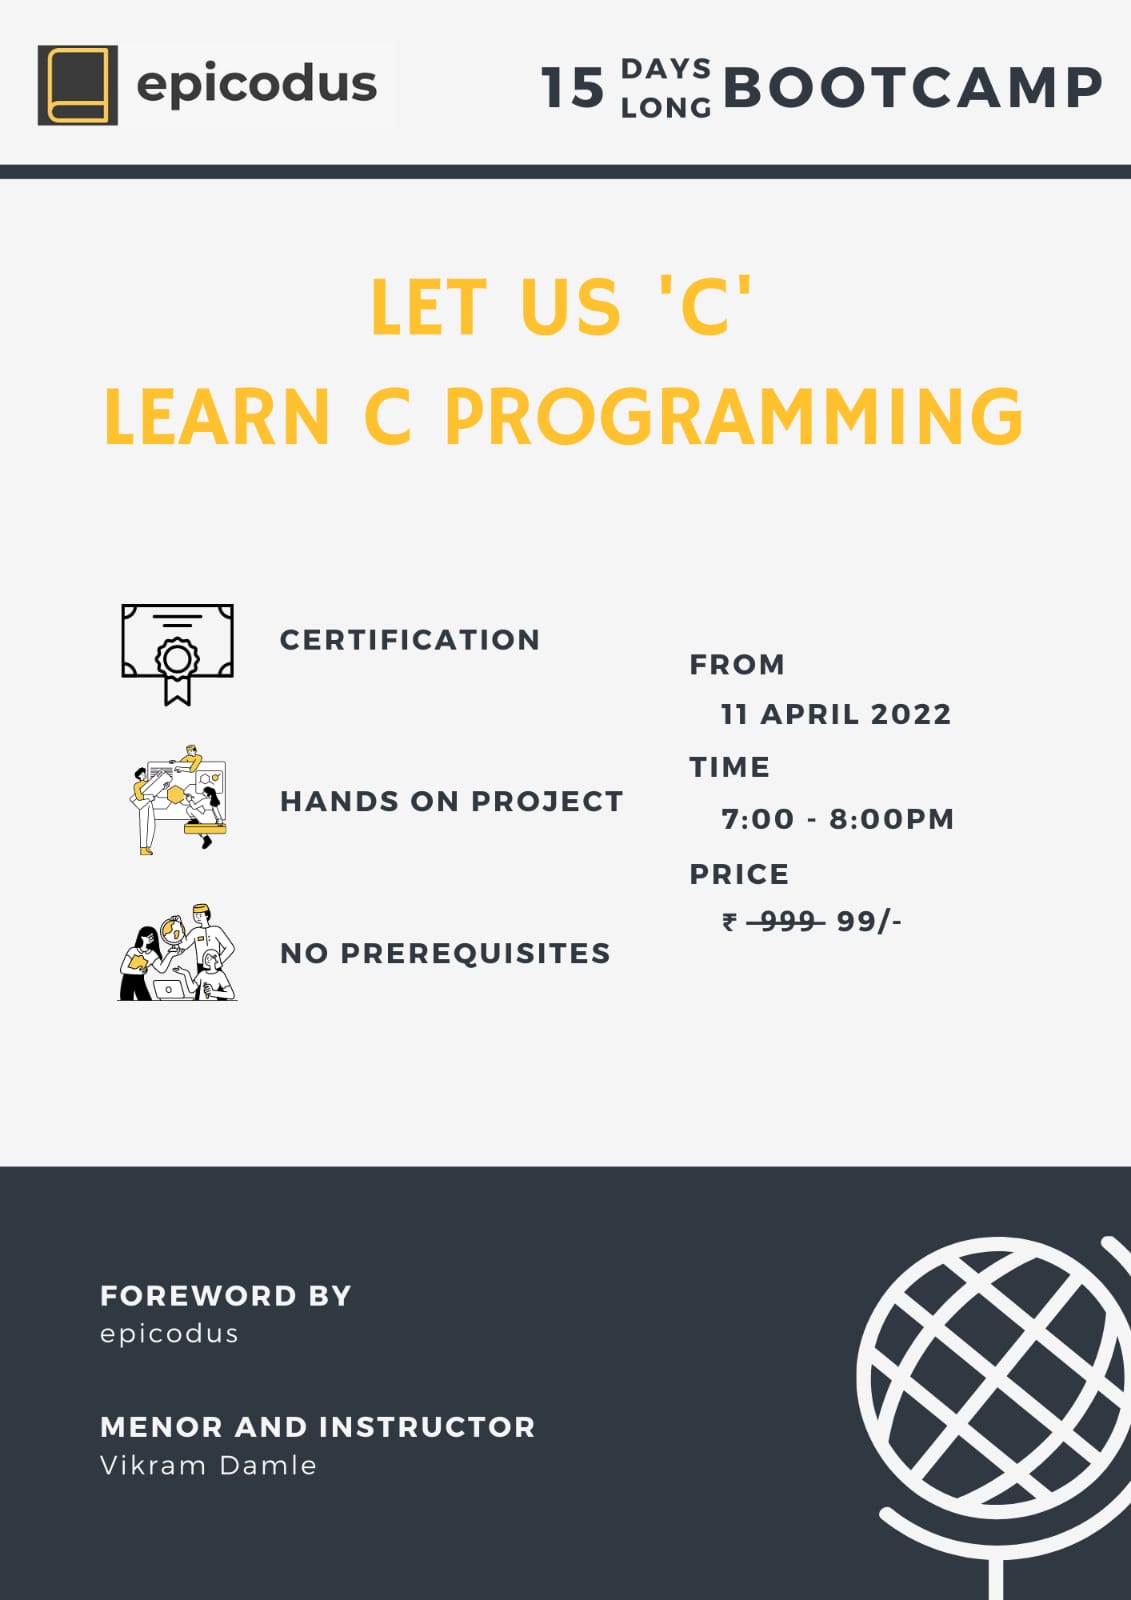 epicodus
15 DAYS LONG BOOTCAMP
LET US 'C'
LEARN C PROGRAMMING
CERTIFICATION
HANDS ON PROJECT
NO PREREQUISITES
FROM
11 APRIL 2022
TIME
7:00 - 8:00PM
PRICE
₹ 999 99/-
FOREWORD BY
epicodus
MENOR AND INSTRUCTOR
Vikram Damle